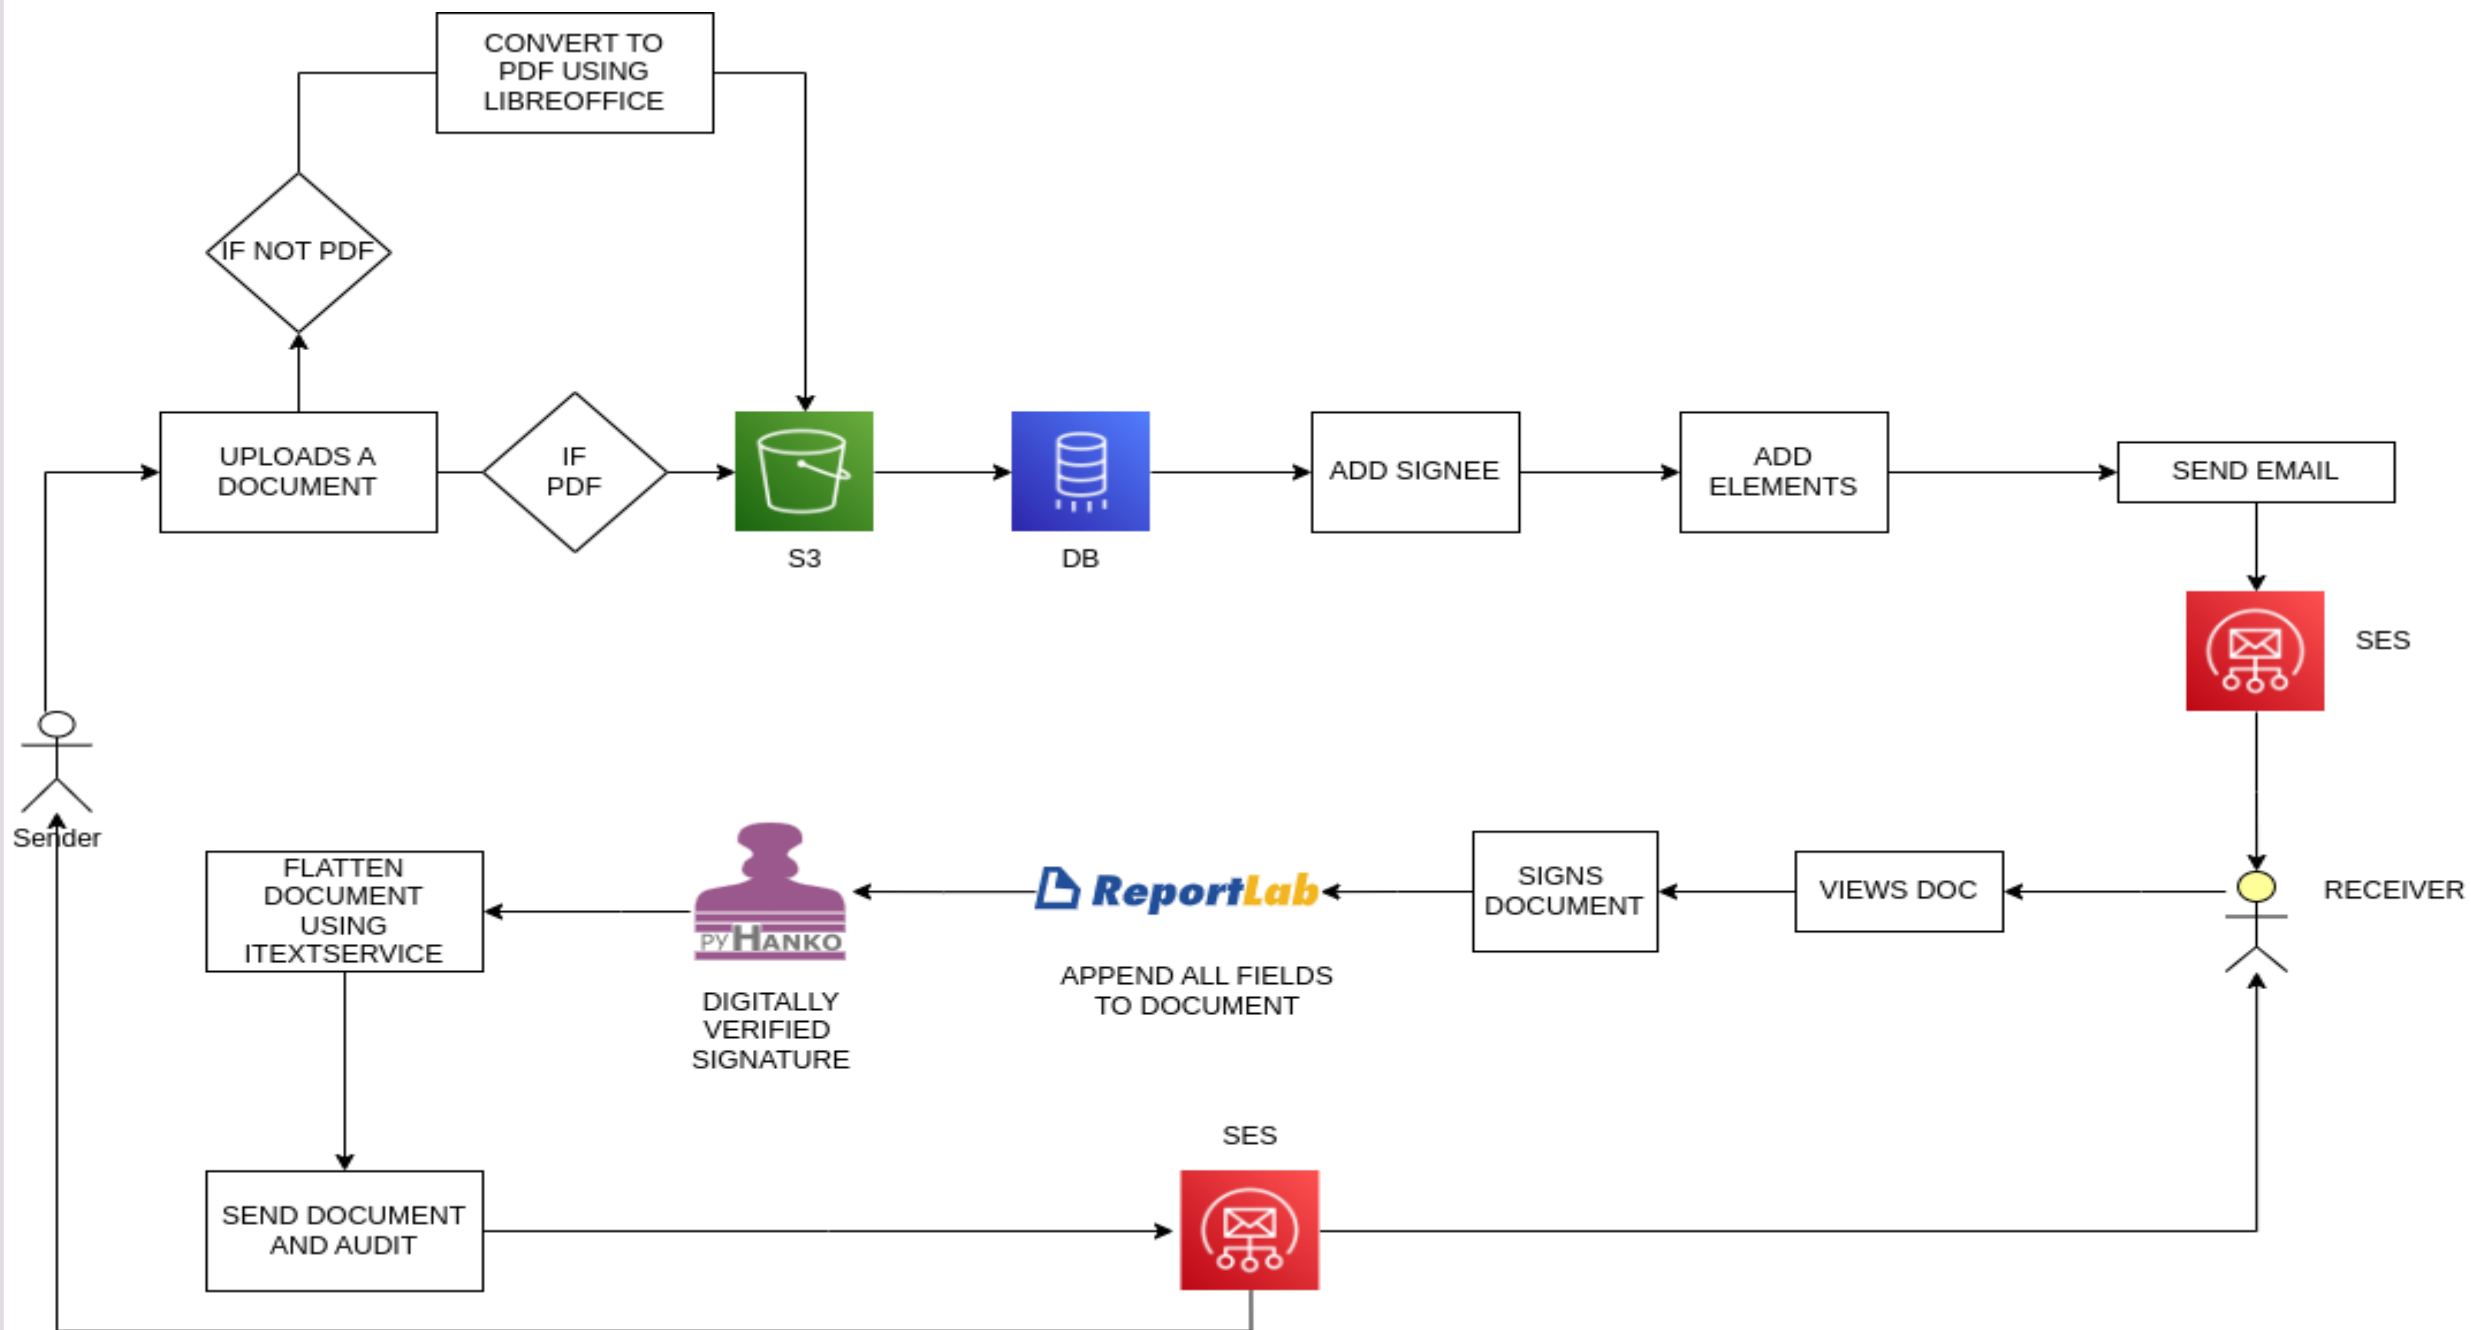 CONVERT TO
PDF USING
LIBREOFFICE
IF NOT PDF
UPLOADS A
DOCUMENT
IF
PDF
S3
DB
ADD SIGNEE
ADD
ELEMENTS
SEND EMAIL
SES
Sender
RECEIVER
VIEWS DOC
SIGNS
DOCUMENT
ReportLab
APPEND ALL FIELDS
TO DOCUMENT
PYHANKO
DIGITALLY
VERIFIED
SIGNATURE
FLATTEN
DOCUMENT
USING
ITEXTSERVICE
SEND DOCUMENT
AND AUDIT
SES